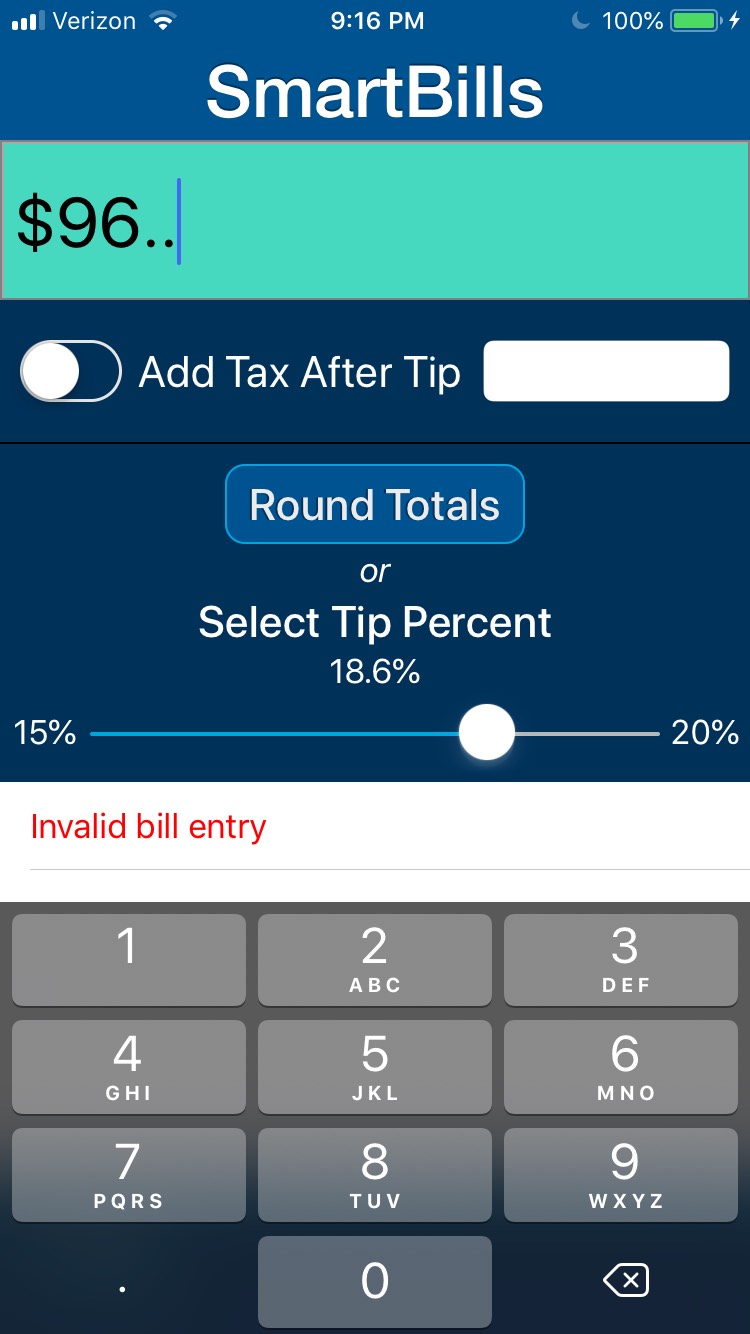 Verizon 9:16 PM 100%
SmartBills
$96..
Add Tax After Tip
Round Totals
or
Select Tip Percent
18.6%
15% 20%
Invalid bill entry
1 2 3
ABC DEF
4 5 6
GHI JKL MNO
7 8 9
PQRS TUV WXYZ
. 0